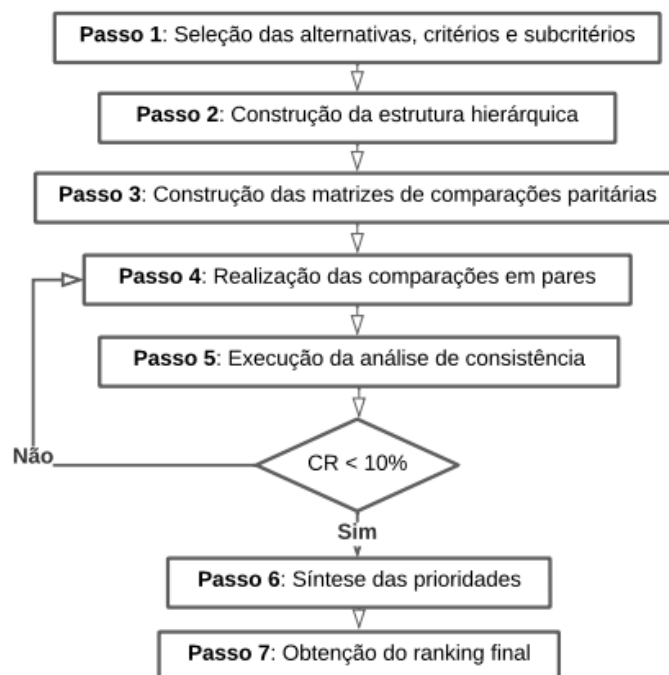 Passo 1: Seleção das alternativas, critérios e subcritérios
Passo 2: Construção da estrutura hierárquica
Passo 3: Construção das matrizes de comparações paritárias
Passo 4: Realização das comparações em pares
Passo 5: Execução da análise de consistência
CR < 10%
Não
Sim
Passo 6: Síntese das prioridades
Passo 7: Obtenção do ranking final